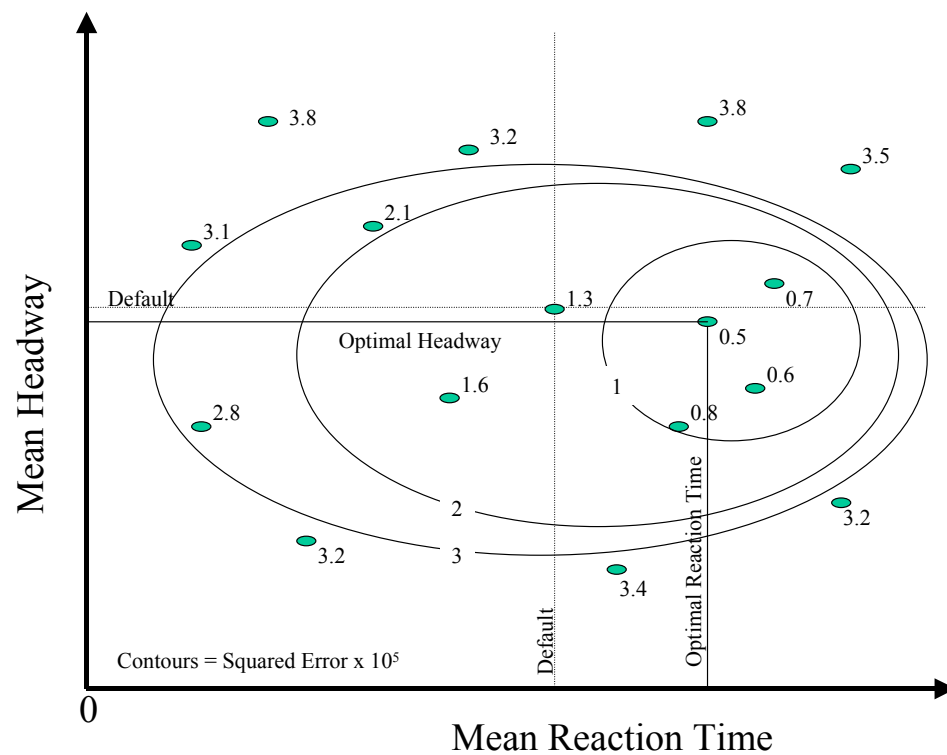 3.8
3.8
3.2
3.5
2.1
3.1
Default
1.3
0.7
0.5
Optimal Headway
1
0.6
1.6
0.8
2.8
2
3
3.2
3.2
3.4
Mean Headway
Default
Optimal Reaction Time
Contours = Squared Error x 10⁵
0
Mean Reaction Time